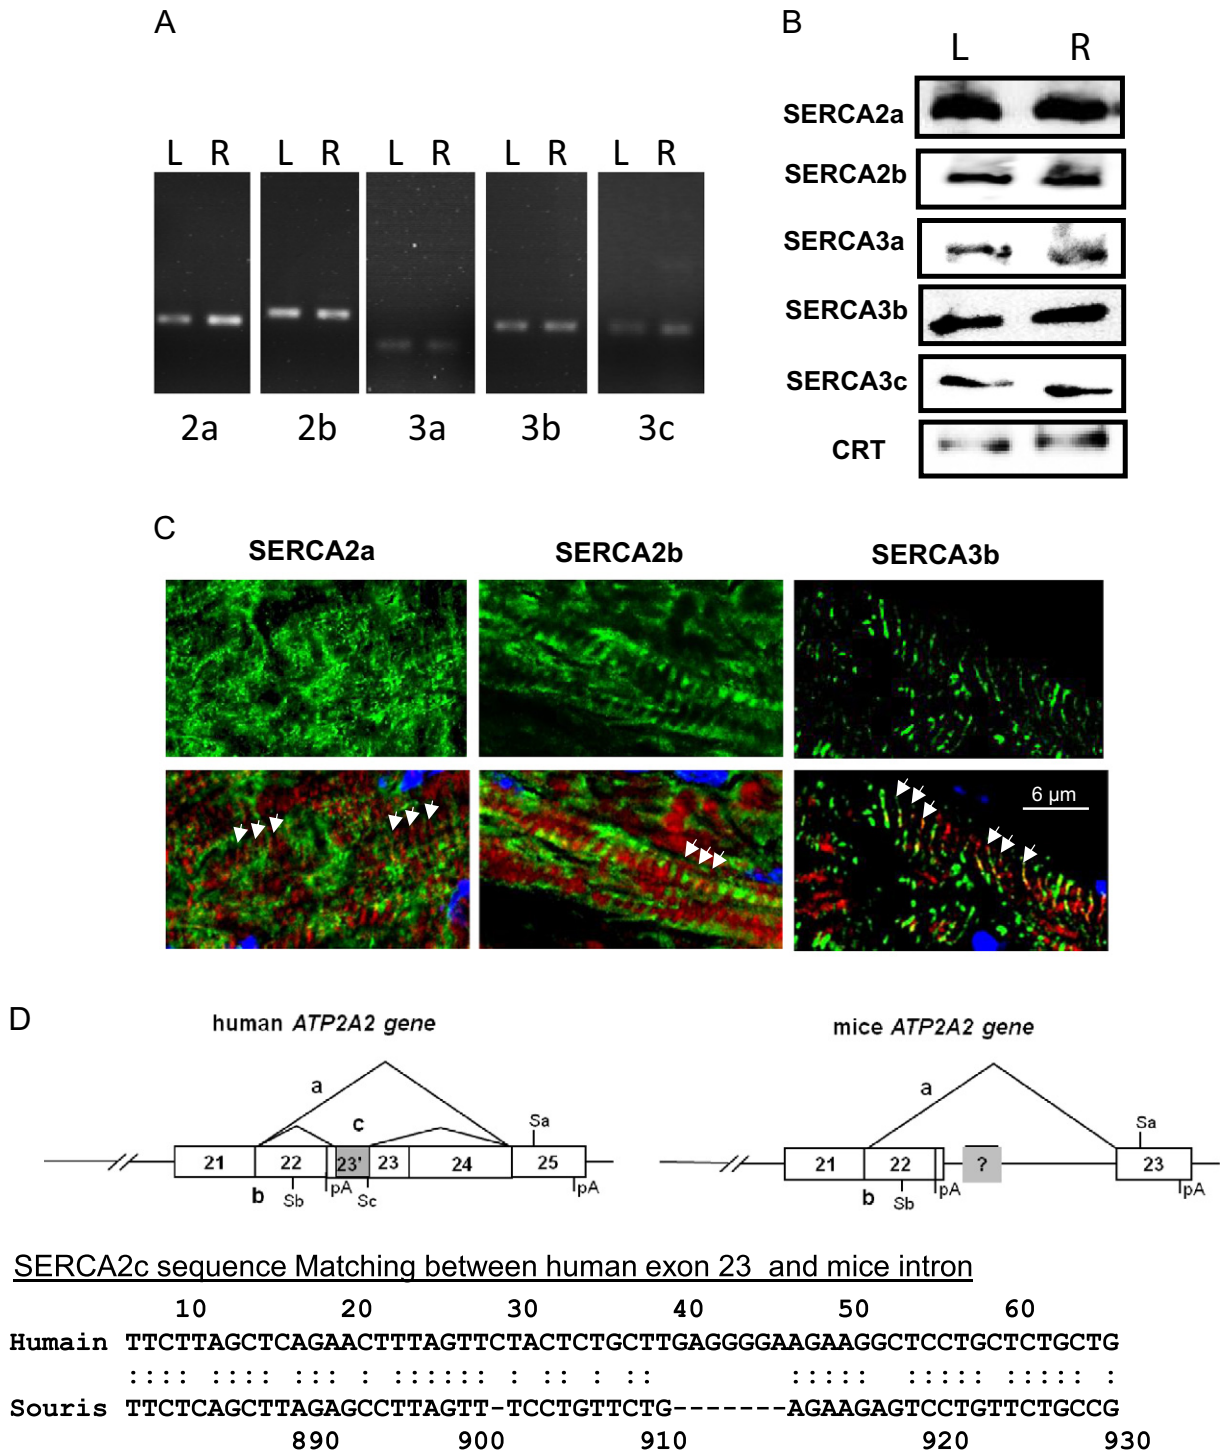 A
L R L R L R L R L R
2a 2b 3a 3b 3c
B
L R
SERCA2a
SERCA2b
SERCA3a
SERCA3b
SERCA3c
CRT
C
SERCA2a SERCA2b SERCA3b
6 µm
D
human ATP2A2 gene
a
c
Sa
21 22 23' 23 24 25
b Sb pA Sc pA
mice ATP2A2 gene
a
Sa
21 22 ? 23
b Sb pA pA
SERCA2c sequence Matching between human exon 23 and mice intron
10 20 30 40 50 60
Humain TTCTTAGCTCAGAACTTTAGTTCTACTCTGCTTGAGGGGAAGAAGGCTCCTGCTCTGCTG
:::: :::: ::: : :::::: :: :: : :: ::::: ::::: ::::: :
Souris TTCTCAGCTTAGAGCCTTAGTT-TCCTGTTCTG-------AGAAGAGTCCTGTTCTGCCG
890 900 910 920 930